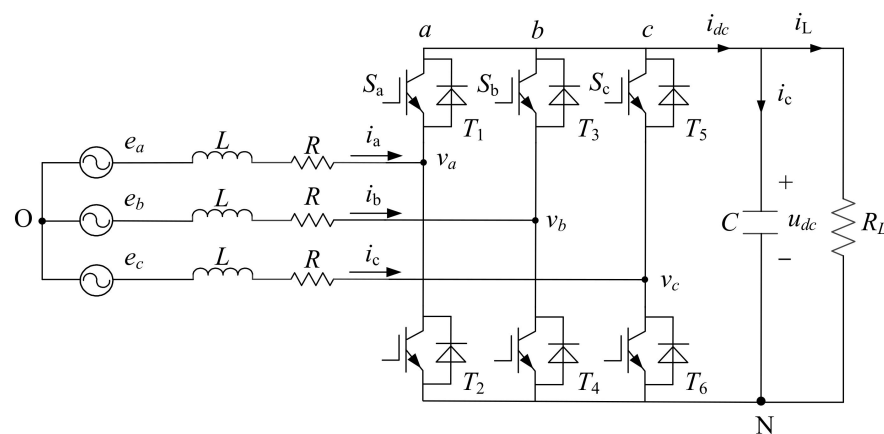 a b c i_dc i_L
S_a S_b S_c i_c
T_1 T_3 T_5
e_a L R i_a v_a
O e_b L R i_b v_b C + u_dc − R_L
e_c L R i_c v_c
T_2 T_4 T_6
N